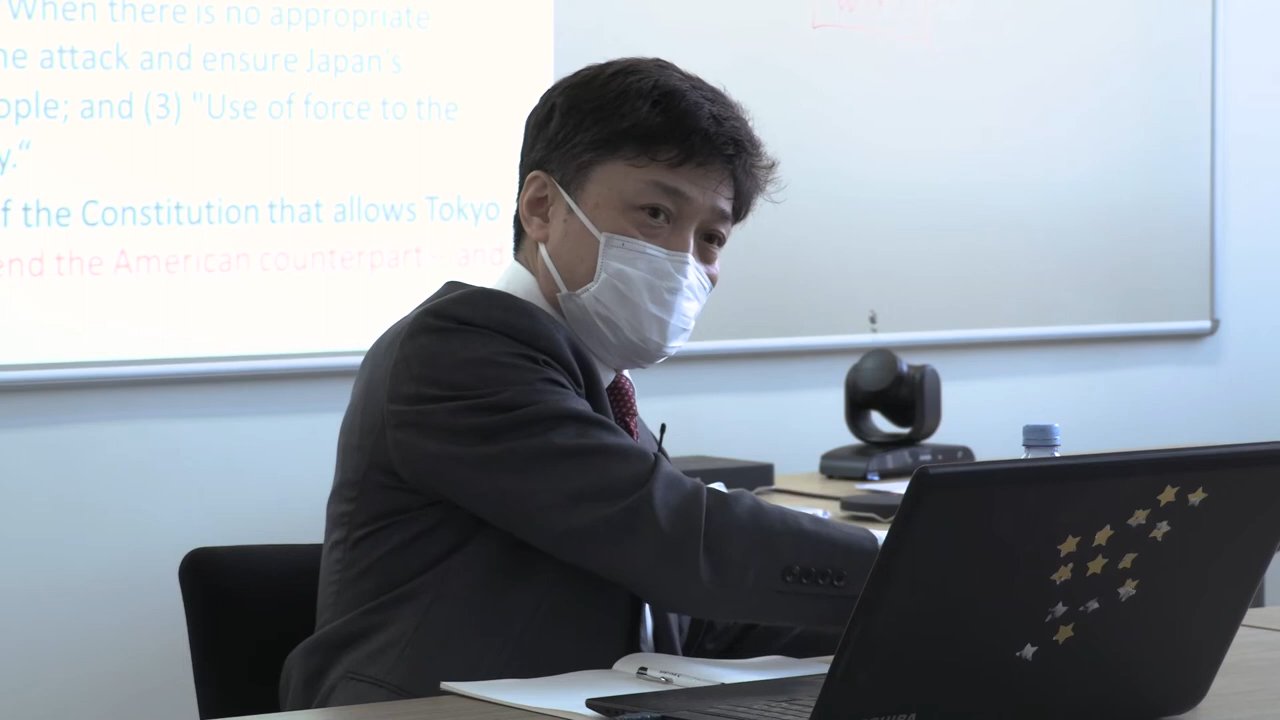 When there is no appropriate
he attack and ensure Japan's
ople; and (3) "Use of force to the
y."
f the Constitution that allows Tokyo
end the American counterpart – and